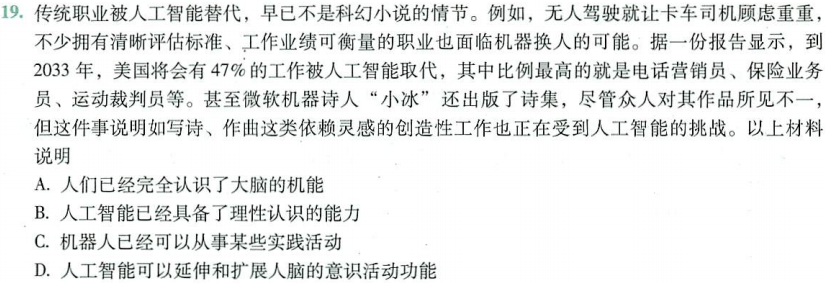 19. 传统职业被人工智能替代，早已不是科幻小说的情节。例如，无人驾驶就让卡车司机顾虑重重，
不少拥有清晰评估标准、工作业绩可衡量的职业也面临机器换人的可能。据一份报告显示，到
2033 年，美国将会有 47% 的工作被人工智能取代，其中比例最高的就是电话营销员、保险业务
员、运动裁判员等。甚至微软机器诗人“小冰”还出版了诗集，尽管众人对其作品所见不一，
但这件事说明如写诗、作曲这类依赖灵感的创造性工作也正在受到人工智能的挑战。以上材料
说明
A. 人们已经完全认识了大脑的机能
B. 人工智能已经具备了理性认识的能力
C. 机器人已经可以从事某些实践活动
D. 人工智能可以延伸和扩展人脑的意识活动功能